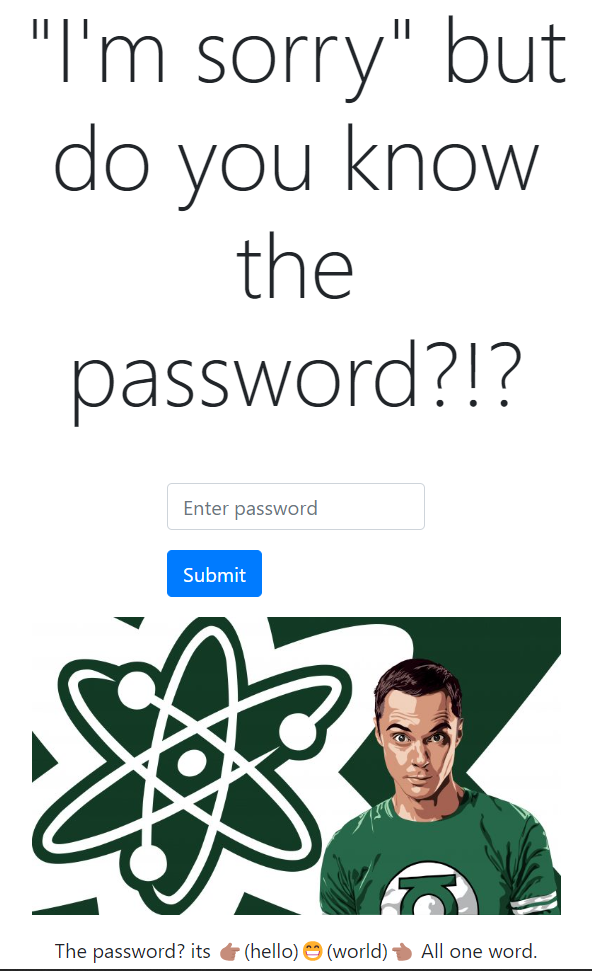 "I'm sorry" but
do you know
the
password?!?
Enter password
Submit
The password? its 👉🏽(hello)😁(world)👈🏽 All one word.